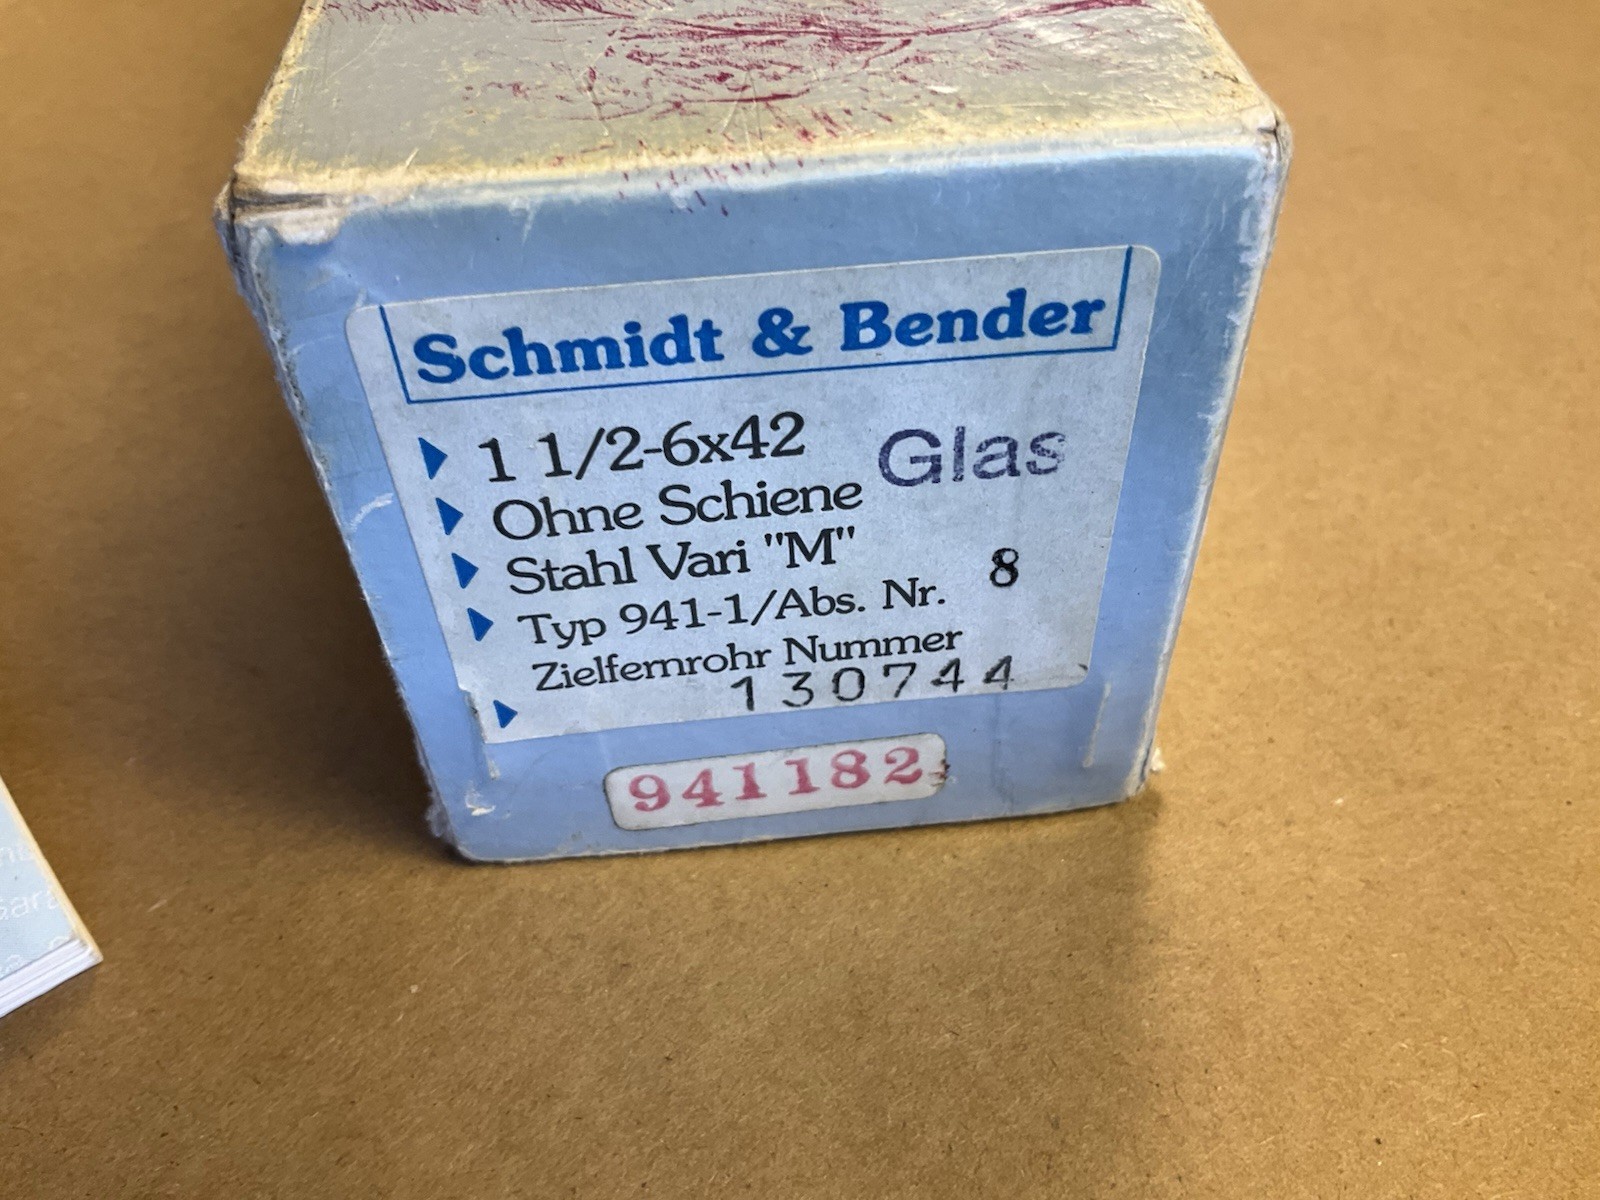 Schmidt & Bender
1 1/2-6x42 Glas
Ohne Schiene
Stahl Vari "M"
Typ 941-1/Abs. Nr. 8
Zielfernrohr Nummer
130744
941182